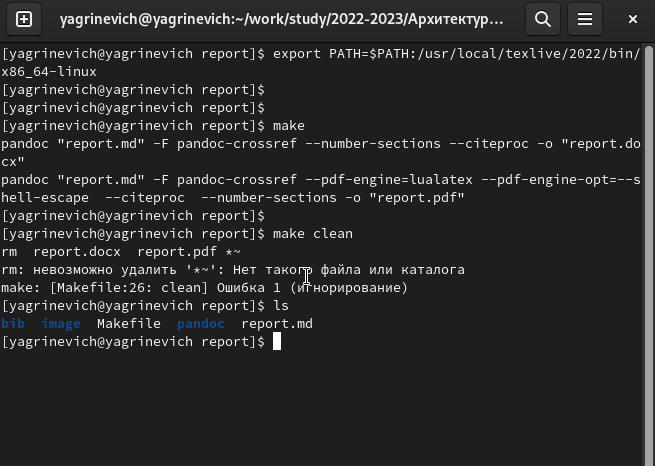 yagrinevich@yagrinevich:~/work/study/2022-2023/Архитектур...
[yagrinevich@yagrinevich report]$ export PATH=$PATH:/usr/local/texlive/2022/bin/
x86_64-linux
[yagrinevich@yagrinevich report]$
[yagrinevich@yagrinevich report]$
[yagrinevich@yagrinevich report]$ make
pandoc "report.md" -F pandoc-crossref --number-sections --citeproc -o "report.do
cx"
pandoc "report.md" -F pandoc-crossref --pdf-engine=lualatex --pdf-engine-opt=--s
hell-escape  --citeproc  --number-sections -o "report.pdf"
[yagrinevich@yagrinevich report]$
[yagrinevich@yagrinevich report]$ make clean
rm  report.docx  report.pdf *~
rm: невозможно удалить '*~': Нет такого файла или каталога
make: [Makefile:26: clean] Ошибка 1 (игнорирование)
[yagrinevich@yagrinevich report]$ ls
bib  image  Makefile  pandoc  report.md
[yagrinevich@yagrinevich report]$